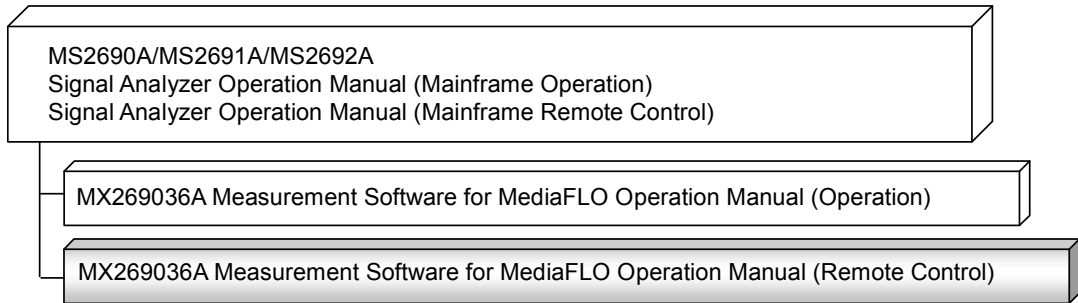 MS2690A/MS2691A/MS2692A
Signal Analyzer Operation Manual (Mainframe Operation)
Signal Analyzer Operation Manual (Mainframe Remote Control)
MX269036A Measurement Software for MediaFLO Operation Manual (Operation)
MX269036A Measurement Software for MediaFLO Operation Manual (Remote Control)